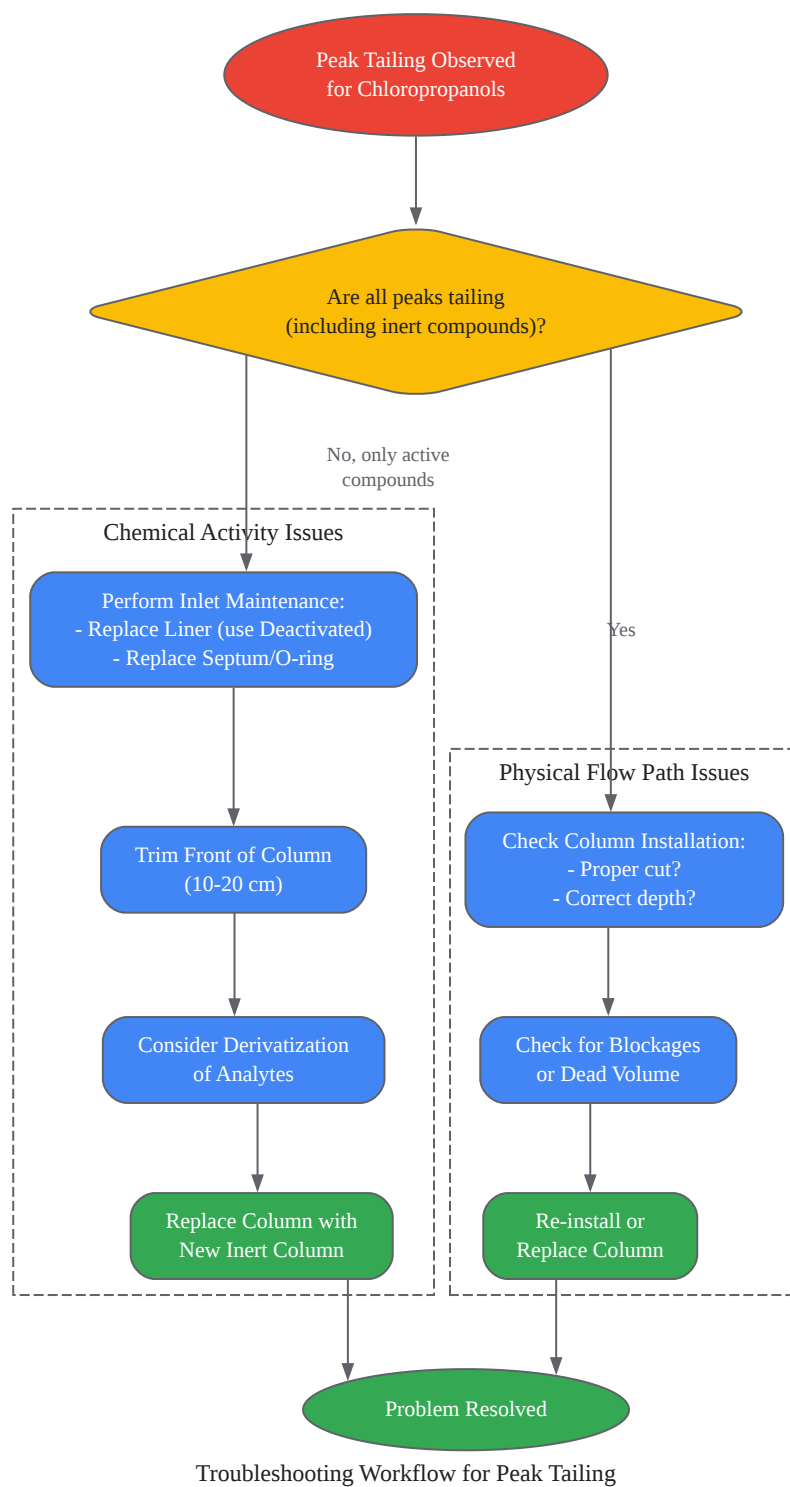 Peak Tailing Observed
for Chloropropanols
Are all peaks tailing
(including inert compounds)?
No, only active
compounds
Chemical Activity Issues
Perform Inlet Maintenance:
- Replace Liner (use Deactivated)
- Replace Septum/O-ring
Yes
Physical Flow Path Issues
Trim Front of Column
(10-20 cm)
Check Column Installation:
- Proper cut?
- Correct depth?
Consider Derivatization
of Analytes
Check for Blockages
or Dead Volume
Replace Column with
New Inert Column
Re-install or
Replace Column
Problem Resolved
Troubleshooting Workflow for Peak Tailing